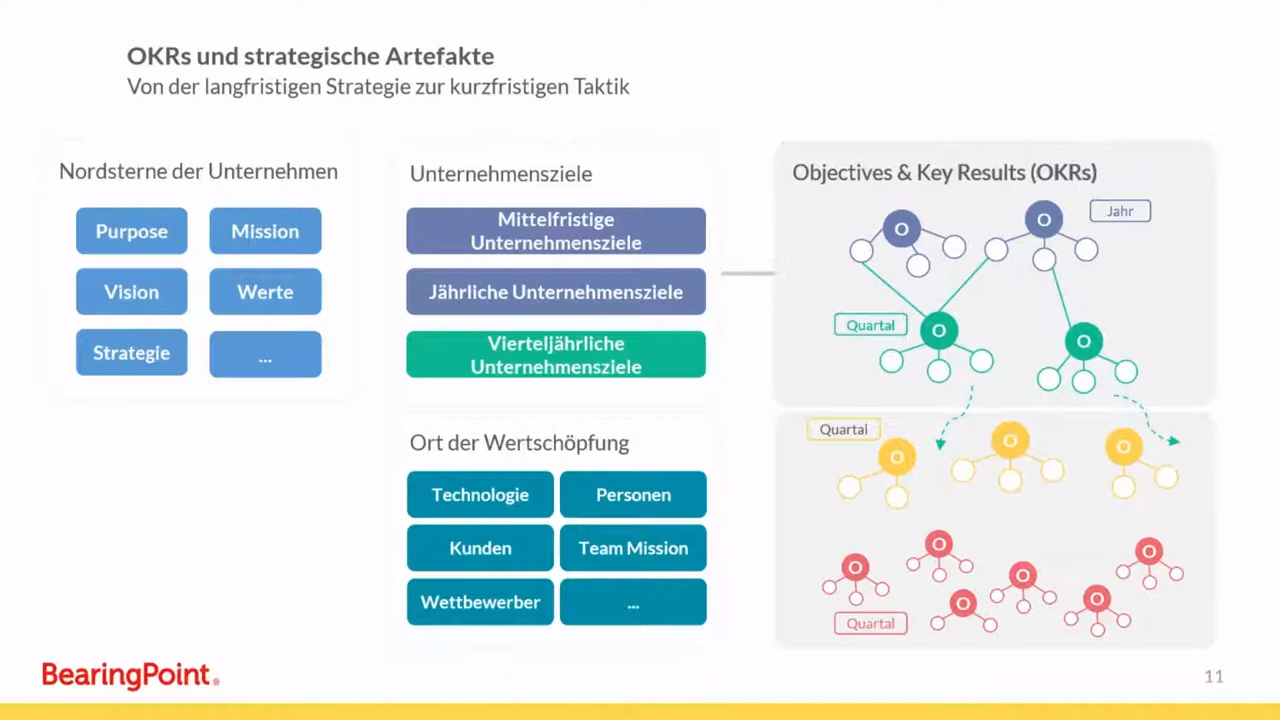 OKRs und strategische Artefakte
Von der langfristigen Strategie zur kurzfristigen Taktik
Nordsterne der Unternehmen
Purpose
Mission
Vision
Werte
Strategie
...
Unternehmensziele
Mittelfristige
Unternehmensziele
Jährliche Unternehmensziele
Vierteljährliche
Unternehmensziele
Ort der Wertschöpfung
Technologie
Personen
Kunden
Team Mission
Wettbewerber
...
Objectives & Key Results (OKRs)
Jahr
O
O
Quartal
O
O
Quartal
O
O
O
O
O
O
O
O
O
Quartal
BearingPoint®
11